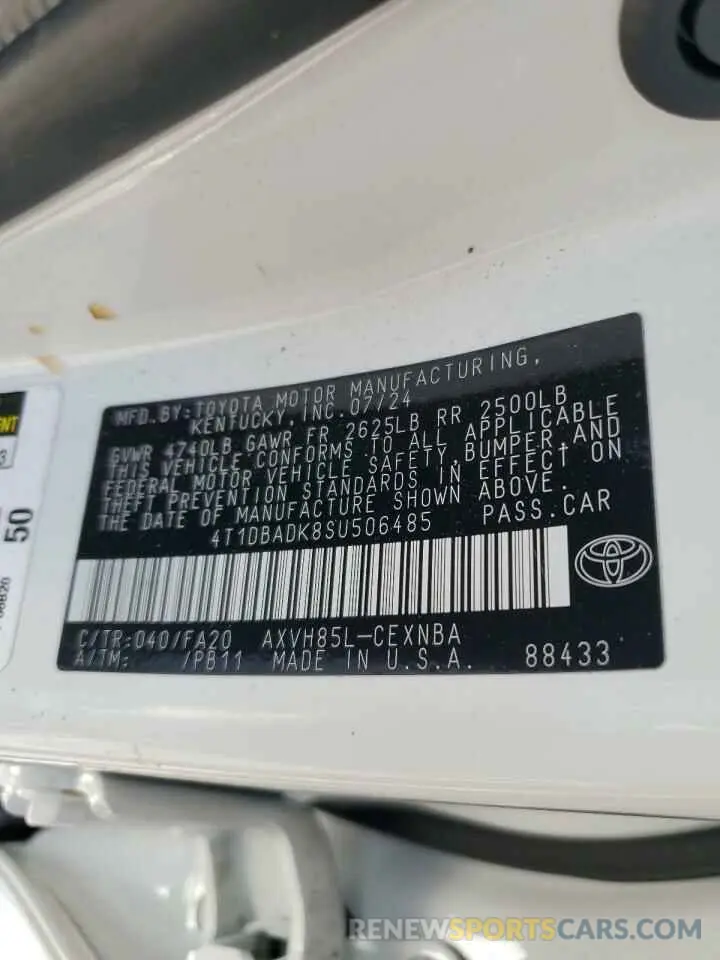 MFD.BY:TOYOTA MOTOR MANUFACTURING,
KENTUCKY, INC.07/24
GVWR 4740LB GAWR FR 2625LB RR 2500LB
THIS VEHICLE CONFORMS TO ALL APPLICABLE
FEDERAL MOTOR VEHICLE SAFETY,BUMPER,AND
THEFT PREVENTION STANDARDS IN EFFECT ON
THE DATE OF MANUFACTURE SHOWN ABOVE.
4T1DBADK8SU506485 PASS.CAR
C/TR:040/FA20 AXVH85L-CEXNBA
A/TM: /PB11 MADE IN U.S.A. 88433
50
RENEWSPORTSCARS.COM